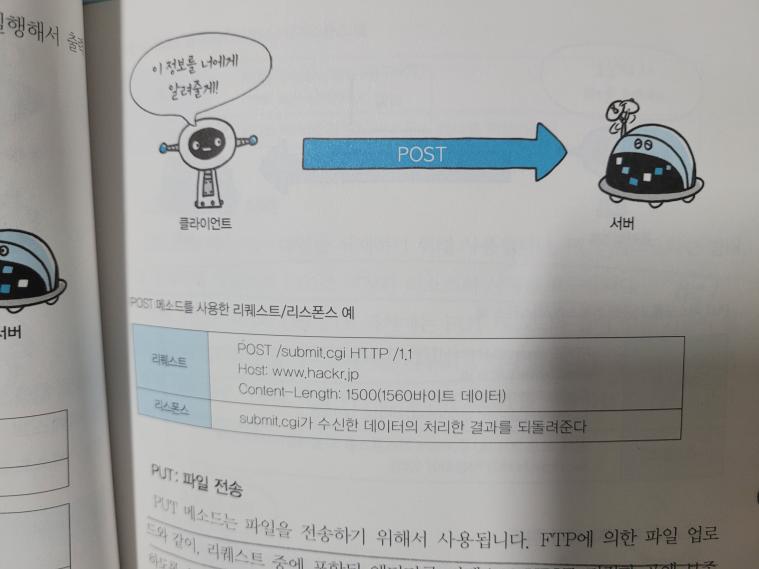 실행해서 출력
이 정보를 너에게
알려줄게!
POST
클라이언트
서버
서버
POST 메소드를 사용한 리퀘스트/리스폰스 예
리퀘스트
POST /submit.cgi HTTP /1.1
Host: www.hackr.jp
Content-Length: 1500(1560바이트 데이터)
리스폰스
submit.cgi가 수신한 데이터의 처리한 결과를 되돌려준다
PUT: 파일 전송
PUT 메소드는 파일을 전송하기 위해서 사용됩니다. FTP에 의한 파일 업로
드와 같이, 리퀘스트 중에 포함된